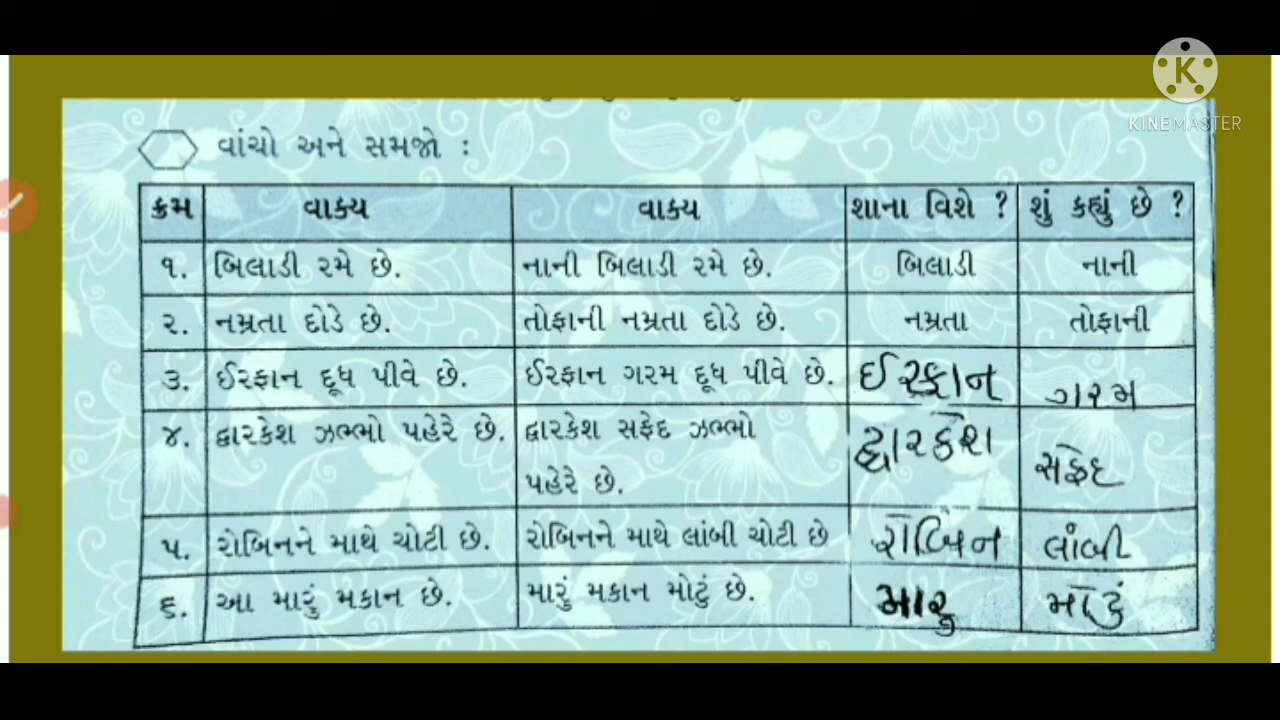 K
KINEMASTER
વાંચો અને સમજો :
ક્રમ વાક્ય વાક્ય શાના વિશે ? શું કહ્યું છે ?
૧. બિલાડી રમે છે. નાની બિલાડી રમે છે. બિલાડી નાની
૨. નમ્રતા દોડે છે. તોફાની નમ્રતા દોડે છે. નમ્રતા તોફાની
૩. ઈરફાન દૂધ પીવે છે. ઈરફાન ગરમ દૂધ પીવે છે. ઈરફાન ગરમ
૪. દ્વારકેશ ઝભ્ભો પહેરે છે. દ્વારકેશ સફેદ ઝભ્ભો દ્વારકેશ સફેદ
પહેરે છે.
૫. રોબિનને માથે ચોટી છે. રોબિનને માથે લાંબી ચોટી છે રોબિન લાંબી
૬. આ મારું મકાન છે. મારું મકાન મોટું છે. મારુ મોટું